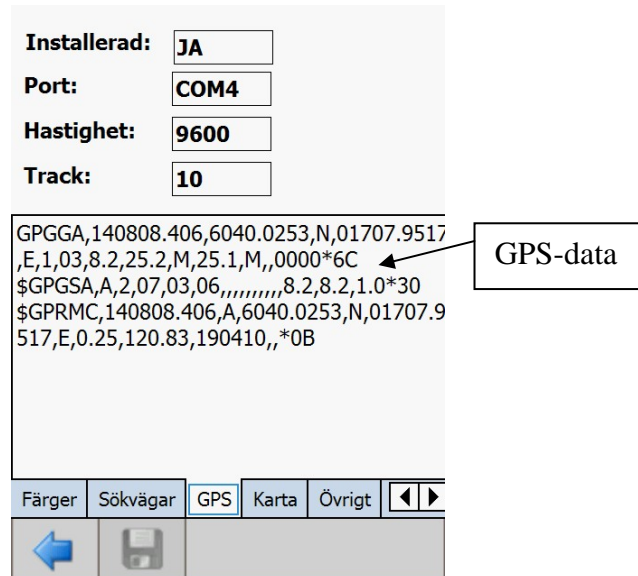 Installerad: JA
Port: COM4
Hastighet: 9600
Track: 10
GPGGA,140808.406,6040.0253,N,01707.9517
,E,1,03,8.2,25.2,M,25.1,M,,0000*6C
$GPGSA,A,2,07,03,06,,,,,,,,,,8.2,8.2,1.0*30
$GPRMC,140808.406,A,6040.0253,N,01707.9
517,E,0.25,120.83,190410,,*0B
GPS-data
Färger Sökvägar GPS Karta Övrigt